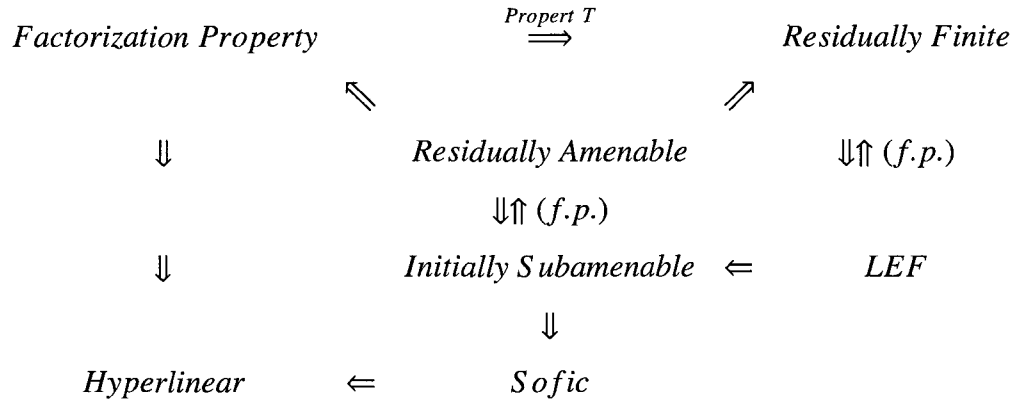 Propert T
Factorization Property ⟹ Residually Finite
⇖ ⇗
⇓ Residually Amenable ⇓⇑ (f.p.)
⇓⇑ (f.p.)
⇓ Initially Subamenable ⇐ LEF
⇓
Hyperlinear ⇐ Sofic